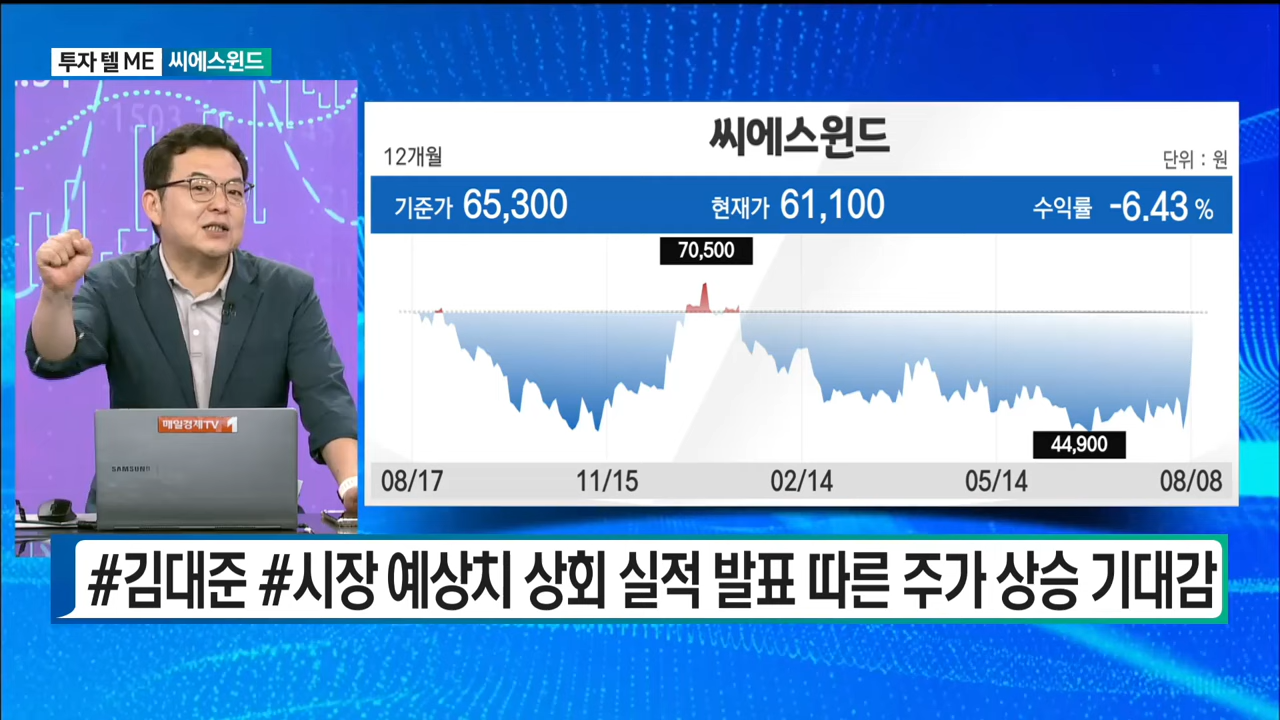 투자 텔 ME 씨에스윈드
1503
씨에스윈드
12개월
단위 : 원
기준가 65,300 현재가 61,100 수익률 -6.43 %
70,500
44,900
08/17 11/15 02/14 05/14 08/08
매일경제TV 1
SAMSUNG
#김대준 #시장 예상치 상회 실적 발표 따른 주가 상승 기대감